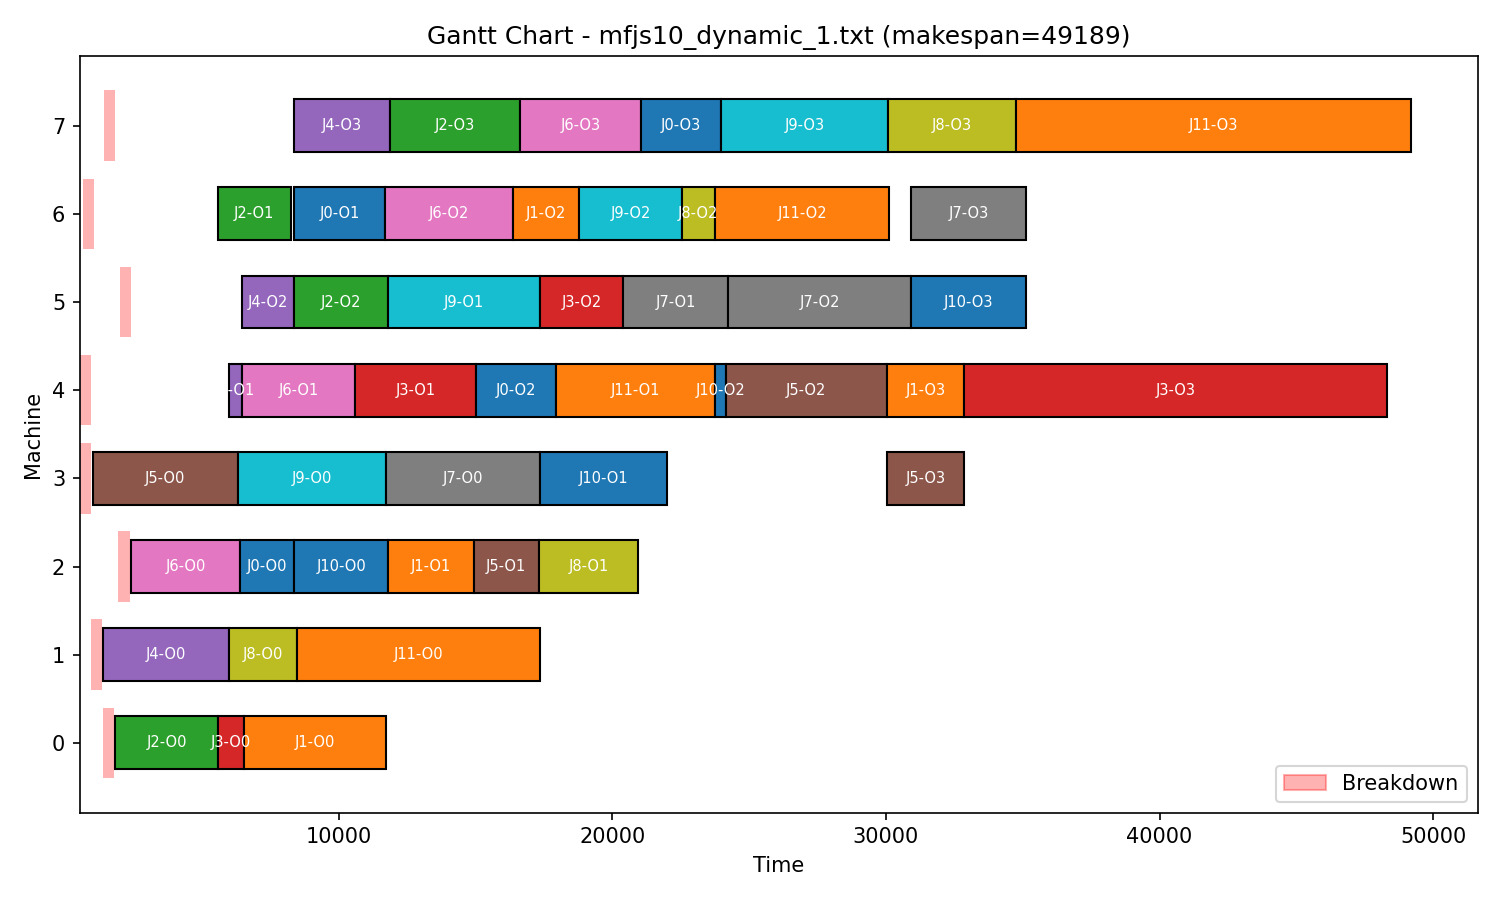 Gantt Chart - mfjs10_dynamic_1.txt (makespan=49189)
7
J4-O3 J2-O3 J6-O3 J0-O3 J9-O3 J8-O3 J11-O3
6
J2-O1 J0-O1 J6-O2 J1-O2 J9-O2 J8-O2 J11-O2 J7-O3
5
J4-O2 J2-O2 J9-O1 J3-O2 J7-O1 J7-O2 J10-O3
4
-O1 J6-O1 J3-O1 J0-O2 J11-O1 J10-O2 J5-O2 J1-O3 J3-O3
Machine
3
J5-O0 J9-O0 J7-O0 J10-O1 J5-O3
2
J6-O0 J0-O0 J10-O0 J1-O1 J5-O1 J8-O1
1
J4-O0 J8-O0 J11-O0
0
J2-O0 J3-O0 J1-O0
Breakdown
10000 20000 30000 40000 50000
Time